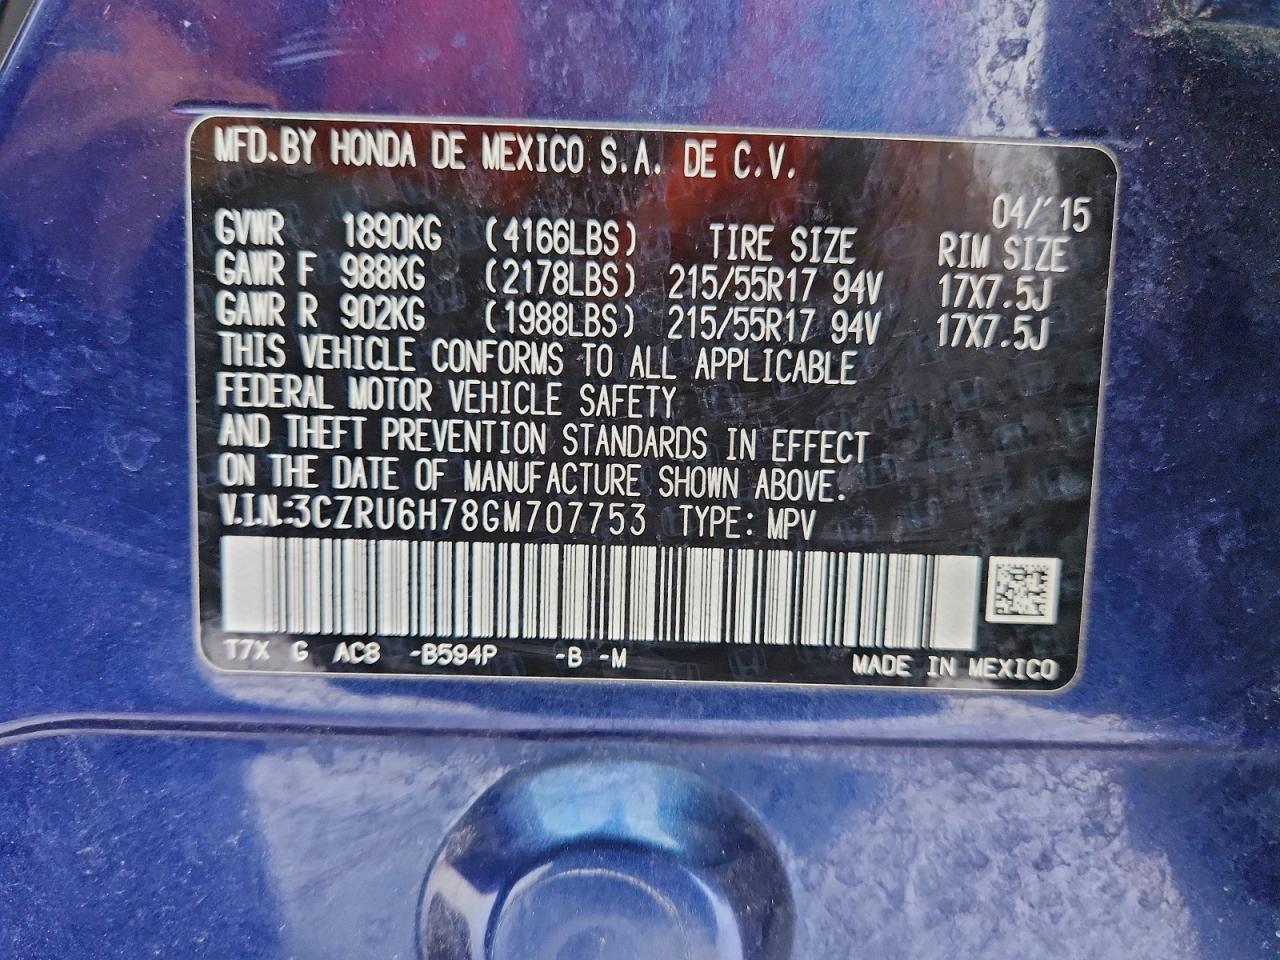 MFD.BY HONDA DE MEXICO S.A. DE C.V.
04/'15
GVWR 1890KG (4166LBS) TIRE SIZE RIM SIZE
GAWR F 988KG (2178LBS) 215/55R17 94V 17X7.5J
GAWR R 902KG (1988LBS) 215/55R17 94V 17X7.5J
THIS VEHICLE CONFORMS TO ALL APPLICABLE
FEDERAL MOTOR VEHICLE SAFETY
AND THEFT PREVENTION STANDARDS IN EFFECT
ON THE DATE OF MANUFACTURE SHOWN ABOVE.
V.I.N.:3CZRU6H78GM707753 TYPE: MPV
T7X G AC8 -B594P -B -M MADE IN MEXICO